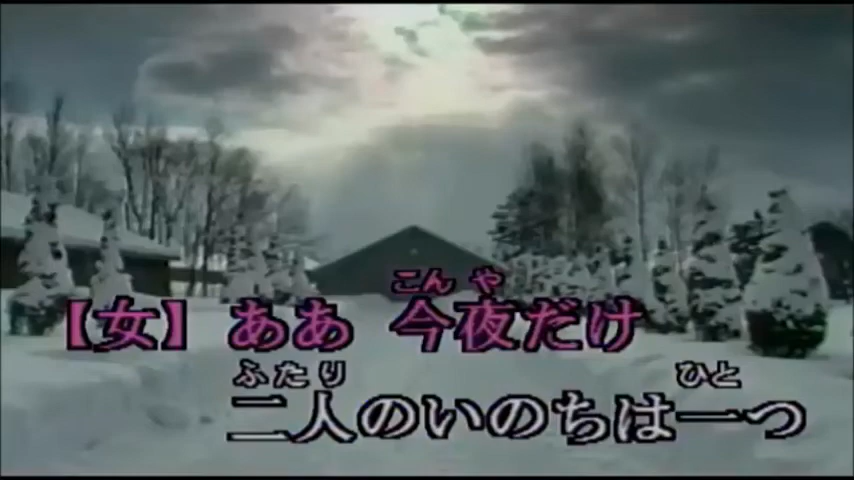 こんや
【女】ああ 今夜だけ
ふたり ひと
二人のいのちは一つ